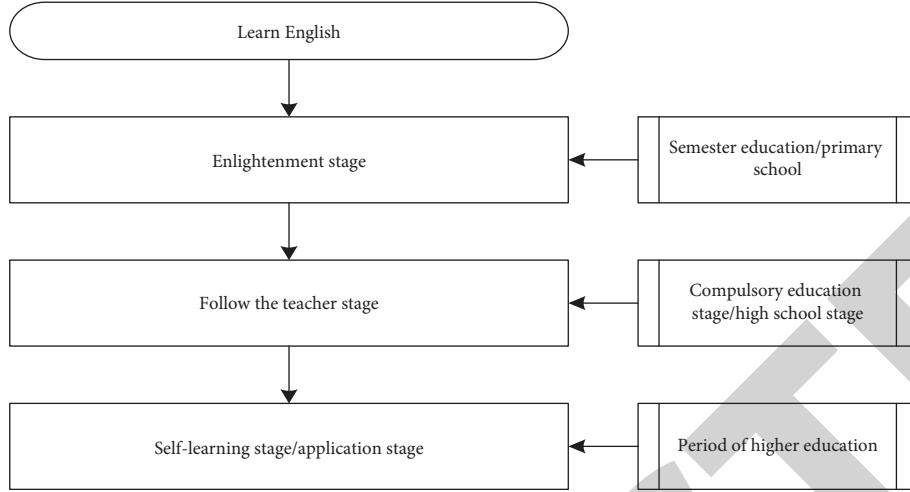 Learn English
Enlightenment stage
Semester education/primary
school
Follow the teacher stage
Compulsory education
stage/high school stage
Self-learning stage/application stage
Period of higher education